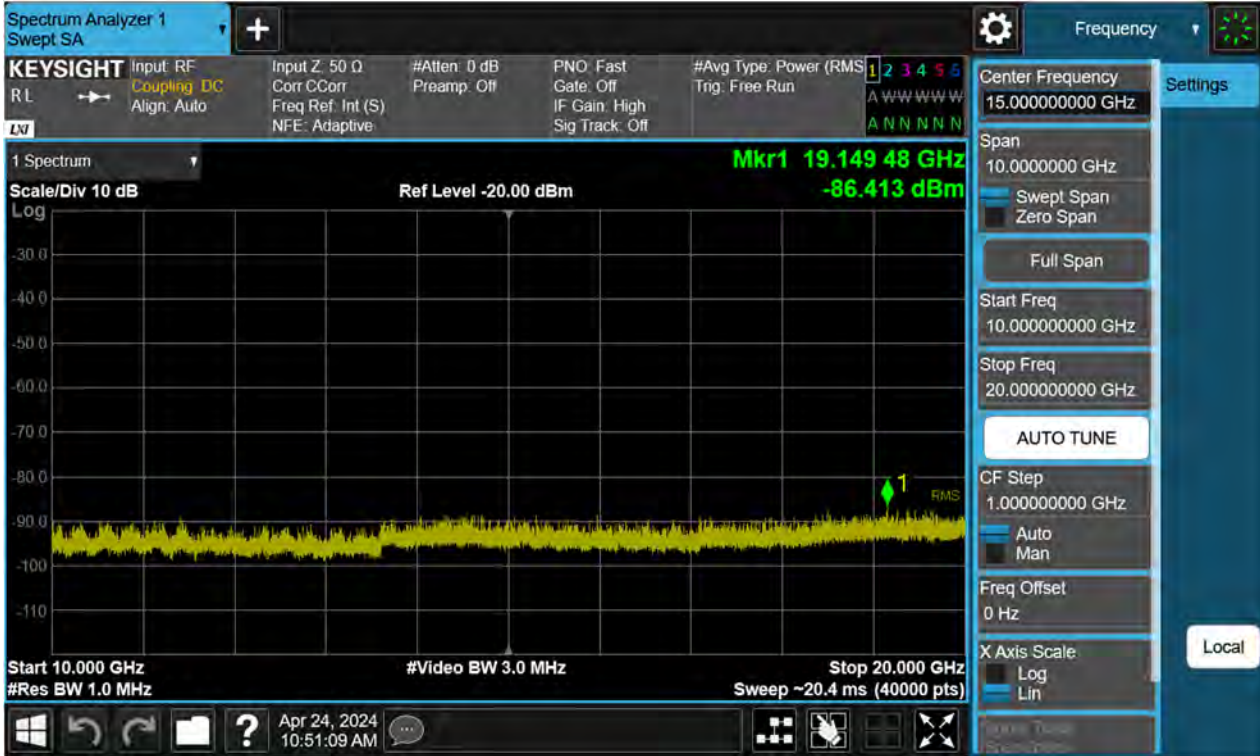 Spectrum Analyzer 1
Swept SA
+
Frequency
KEYSIGHT
R L
LXI
Input: RF
Coupling: DC
Align: Auto
Input Z: 50 Ω
Corr CCorr
Freq Ref: Int (S)
NFE: Adaptive
#Atten: 0 dB
Preamp: Off
PNO: Fast
Gate: Off
IF Gain: High
Sig Track: Off
#Avg Type: Power (RMS
Trig: Free Run
1 2 3 4 5 6
A W W W W W
A N N N N N
1 Spectrum
Scale/Div 10 dB
Ref Level -20.00 dBm
Mkr1 19.149 48 GHz
-86.413 dBm
Log
-30.0
-40.0
-50.0
-60.0
-70.0
-80.0
-90.0
-100
-110
1
RMS
Start 10.000 GHz
#Res BW 1.0 MHz
#Video BW 3.0 MHz
Stop 20.000 GHz
Sweep ~20.4 ms (40000 pts)
Center Frequency
15.000000000 GHz
Span
10.0000000 GHz
Swept Span
Zero Span
Full Span
Start Freq
10.000000000 GHz
Stop Freq
20.000000000 GHz
AUTO TUNE
CF Step
1.000000000 GHz
Auto
Man
Freq Offset
0 Hz
X Axis Scale
Log
Lin
Settings
Local
?
Apr 24, 2024
10:51:09 AM